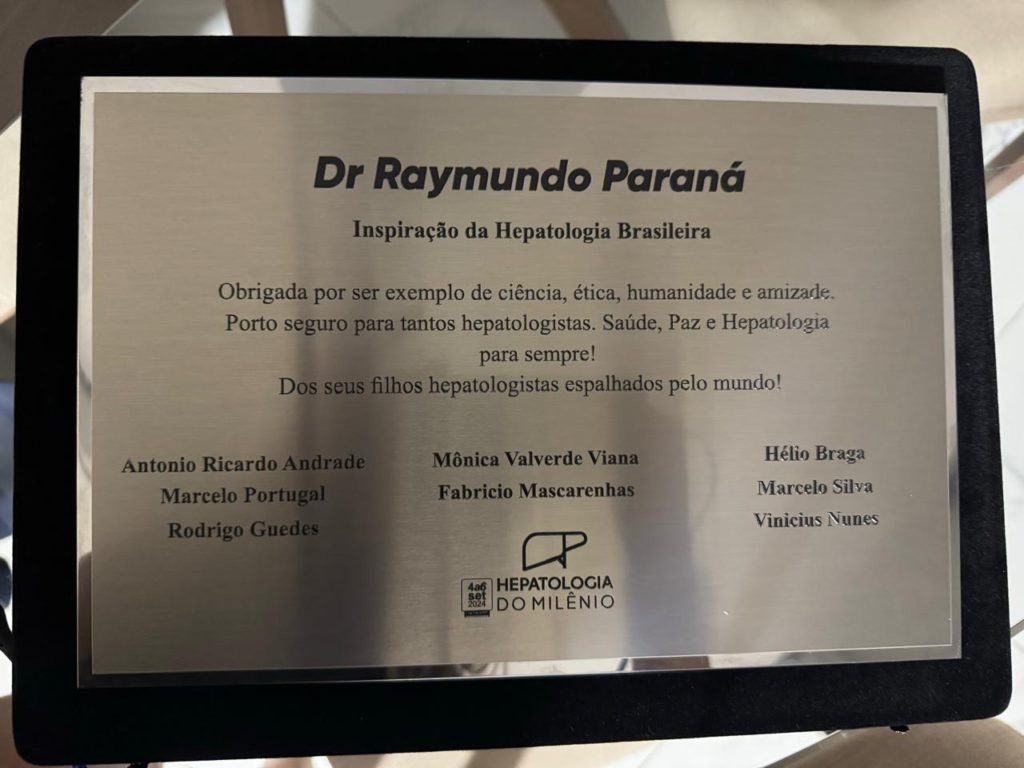 Dr Raymundo Paraná
Inspiração da Hepatologia Brasileira
Obrigada por ser exemplo de ciência, ética, humanidade e amizade.
Porto seguro para tantos hepatologistas. Saúde, Paz e Hepatologia
para sempre!
Dos seus filhos hepatologistas espalhados pelo mundo!
Antonio Ricardo Andrade
Marcelo Portugal
Rodrigo Guedes
Mônica Valverde Viana
Fabricio Mascarenhas
Hélio Braga
Marcelo Silva
Vinicius Nunes
4a6
set
2024
HEPATOLOGIA
DO MILÊNIO